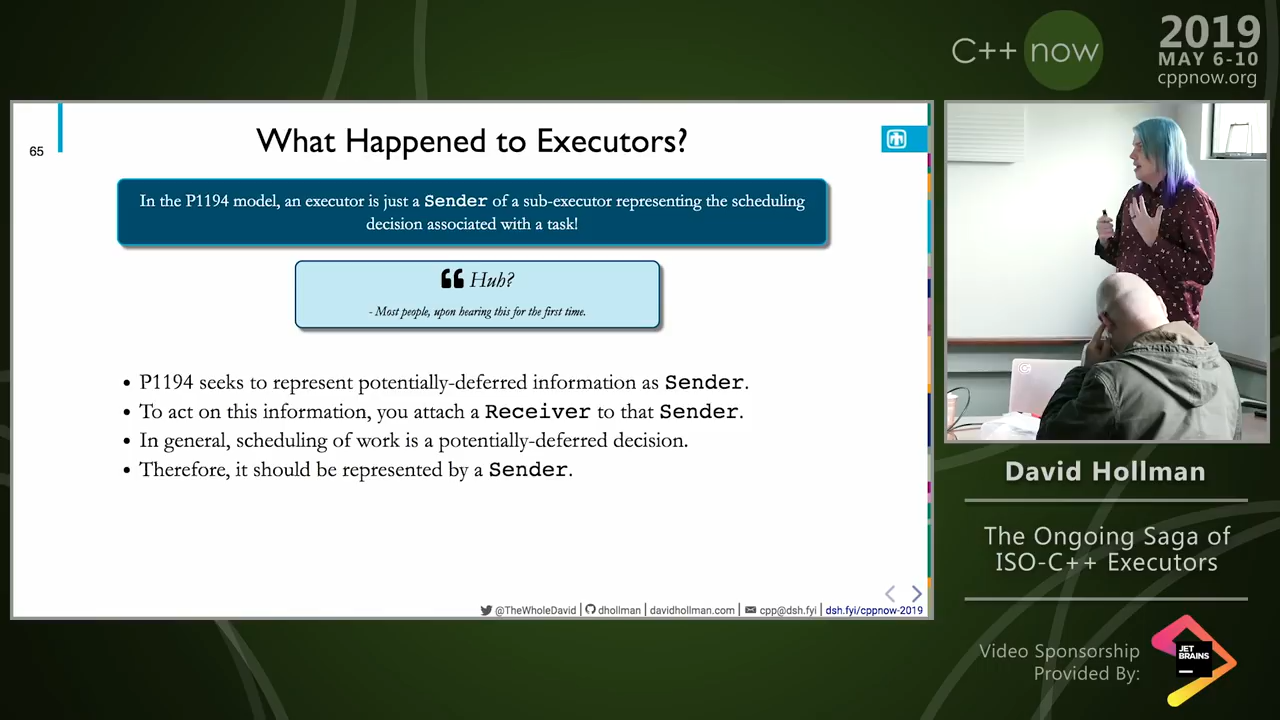 C++ now
2019
MAY 6-10
cppnow.org
65
What Happened to Executors?
In the P1194 model, an executor is just a Sender of a sub-executor representing the scheduling
decision associated with a task!
❝ Huh?
- Most people, upon hearing this for the first time.
• P1194 seeks to represent potentially-deferred information as Sender.
• To act on this information, you attach a Receiver to that Sender.
• In general, scheduling of work is a potentially-deferred decision.
• Therefore, it should be represented by a Sender.
@TheWholeDavid | dhollman | davidhollman.com | cpp@dsh.fyi | dsh.fyi/cppnow-2019
David Hollman
The Ongoing Saga of
ISO-C++ Executors
Video Sponsorship
Provided By:
JET
BRAINS